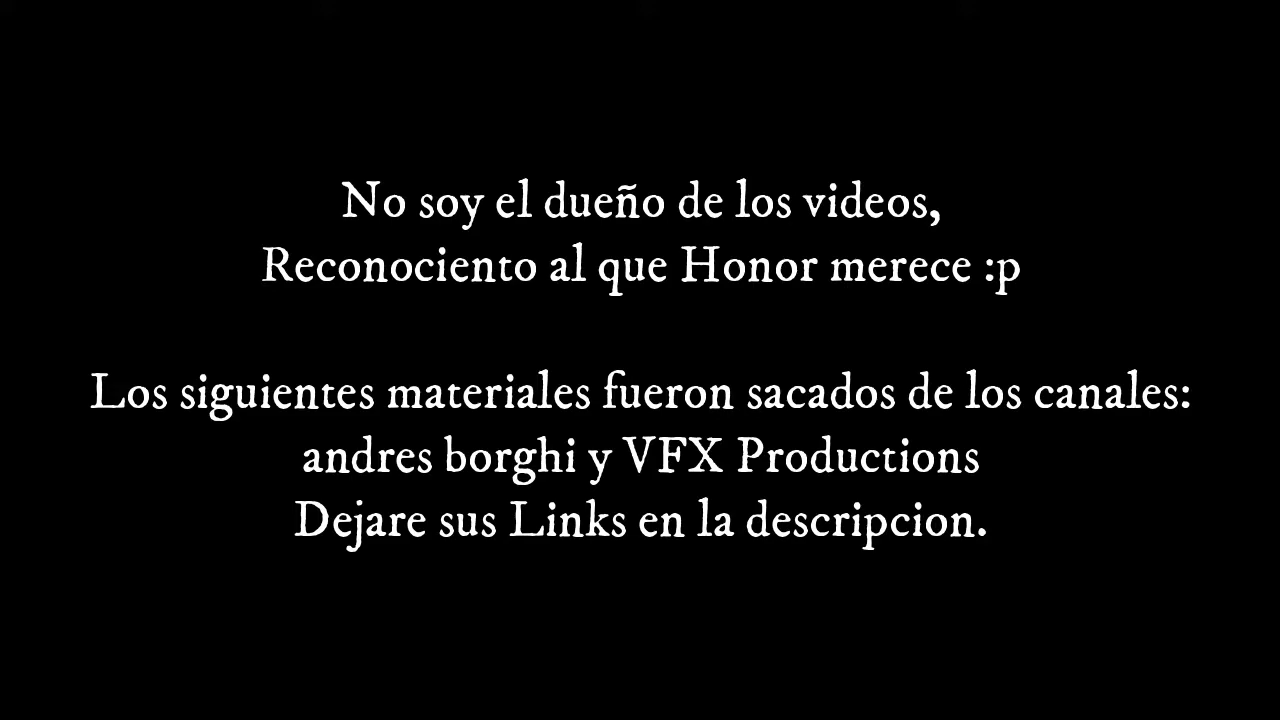 No soy el dueño de los videos,
Reconociento al que Honor merece :p
Los siguientes materiales fueron sacados de los canales:
andres borghi y VFX Productions
Dejare sus Links en la descripcion.